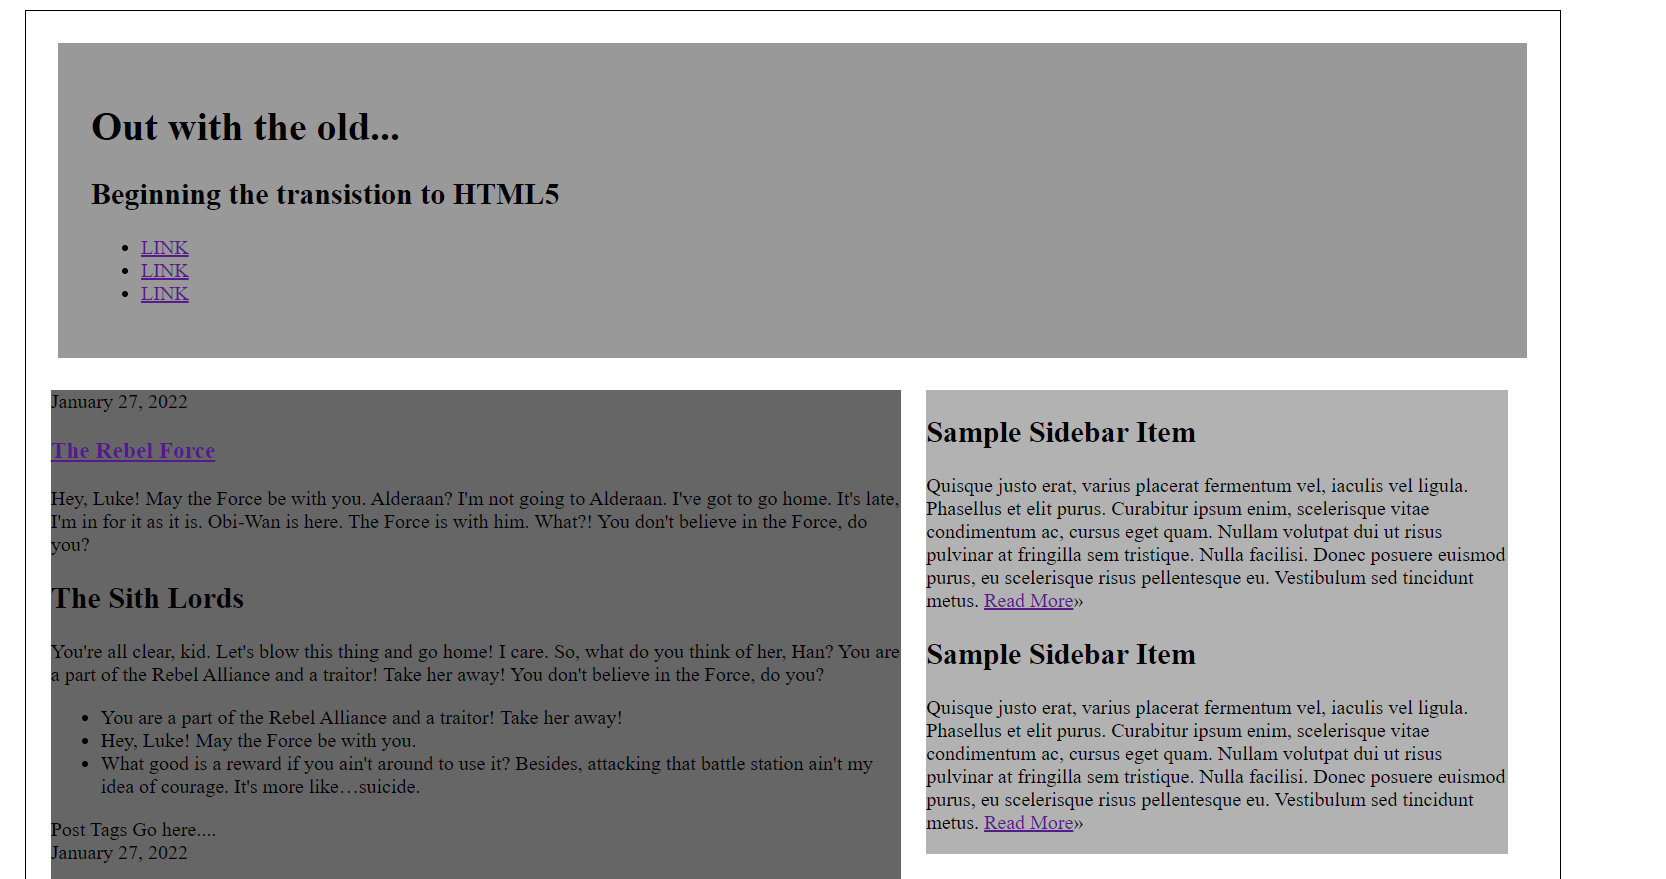 Out with the old...
Beginning the transistion to HTML5
LINK
LINK
LINK
January 27, 2022
The Rebel Force
Hey, Luke! May the Force be with you. Alderaan? I'm not going to Alderaan. I've got to go home. It's late,
I'm in for it as it is. Obi-Wan is here. The Force is with him. What?! You don't believe in the Force, do
you?
The Sith Lords
You're all clear, kid. Let's blow this thing and go home! I care. So, what do you think of her, Han? You are
a part of the Rebel Alliance and a traitor! Take her away! You don't believe in the Force, do you?
You are a part of the Rebel Alliance and a traitor! Take her away!
Hey, Luke! May the Force be with you.
What good is a reward if you ain't around to use it? Besides, attacking that battle station ain't my
idea of courage. It's more like…suicide.
Post Tags Go here....
January 27, 2022
Sample Sidebar Item
Quisque justo erat, varius placerat fermentum vel, iaculis vel ligula.
Phasellus et elit purus. Curabitur ipsum enim, scelerisque vitae
condimentum ac, cursus eget quam. Nullam volutpat dui ut risus
pulvinar at fringilla sem tristique. Nulla facilisi. Donec posuere euismod
purus, eu scelerisque risus pellentesque eu. Vestibulum sed tincidunt
metus. Read More»
Sample Sidebar Item
Quisque justo erat, varius placerat fermentum vel, iaculis vel ligula.
Phasellus et elit purus. Curabitur ipsum enim, scelerisque vitae
condimentum ac, cursus eget quam. Nullam volutpat dui ut risus
pulvinar at fringilla sem tristique. Nulla facilisi. Donec posuere euismod
purus, eu scelerisque risus pellentesque eu. Vestibulum sed tincidunt
metus. Read More»